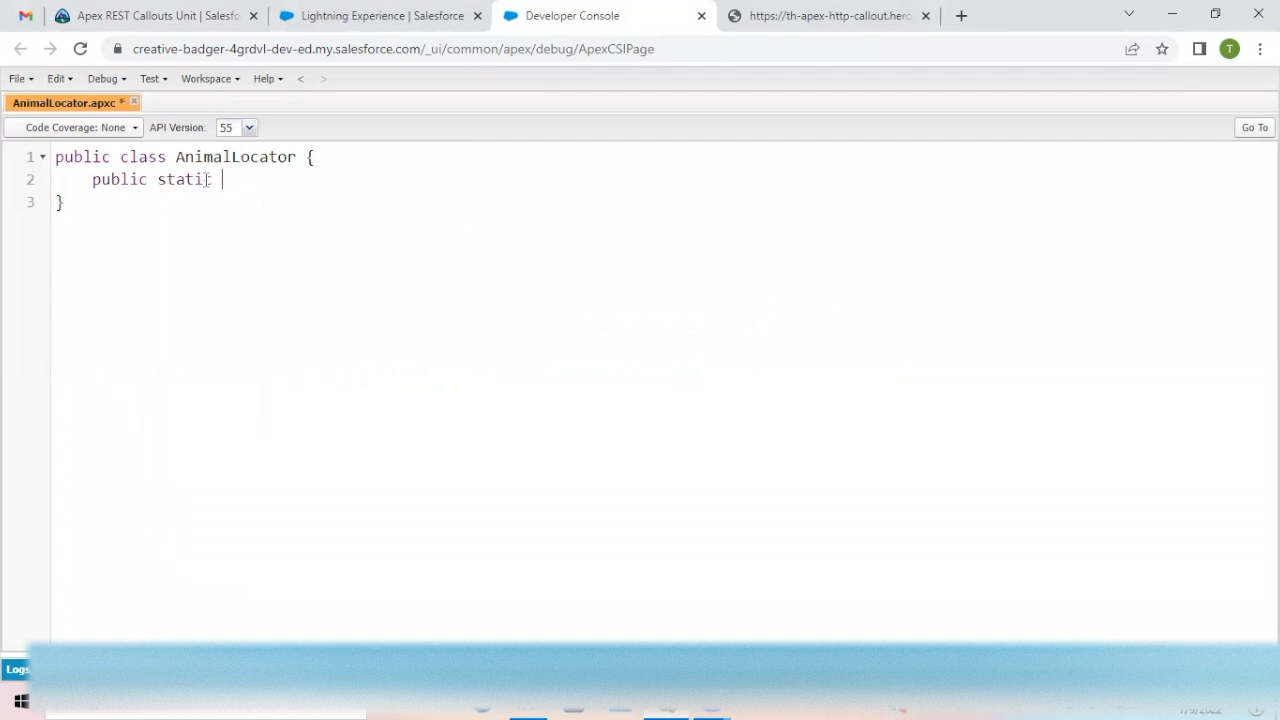 Apex REST Callouts Unit | Salesfo
Lightning Experience | Salesforce
Developer Console
https://th-apex-http-callout.hero
creative-badger-4grdvl-dev-ed.my.salesforce.com/_ui/common/apex/debug/ApexCSIPage
T
File Edit Debug Test Workspace Help < >
AnimalLocator.apxc *
Code Coverage: None API Version: 55 Go To
1 public class AnimalLocator {
2 public static
3 }
Logs